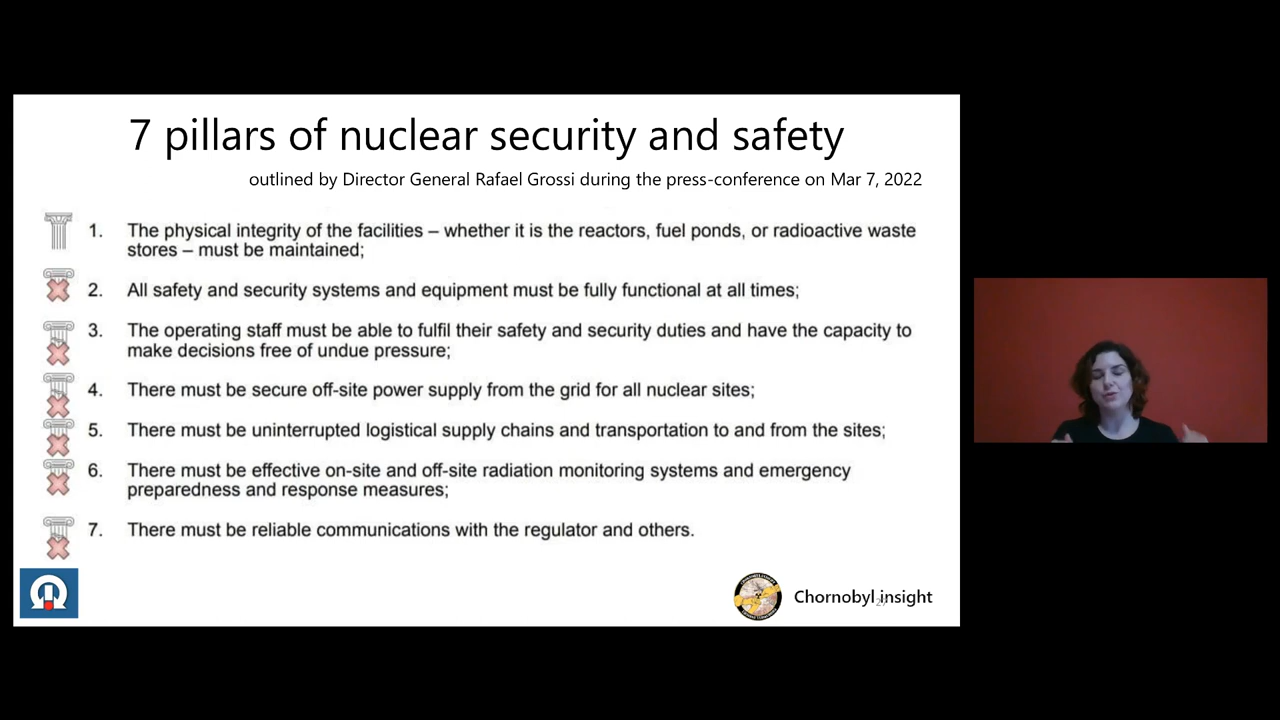 7 pillars of nuclear security and safety
outlined by Director General Rafael Grossi during the press-conference on Mar 7, 2022
1. The physical integrity of the facilities – whether it is the reactors, fuel ponds, or radioactive waste
stores – must be maintained;
2. All safety and security systems and equipment must be fully functional at all times;
3. The operating staff must be able to fulfil their safety and security duties and have the capacity to
make decisions free of undue pressure;
4. There must be secure off-site power supply from the grid for all nuclear sites;
5. There must be uninterrupted logistical supply chains and transportation to and from the sites;
6. There must be effective on-site and off-site radiation monitoring systems and emergency
preparedness and response measures;
7. There must be reliable communications with the regulator and others.
Chornobyl insight